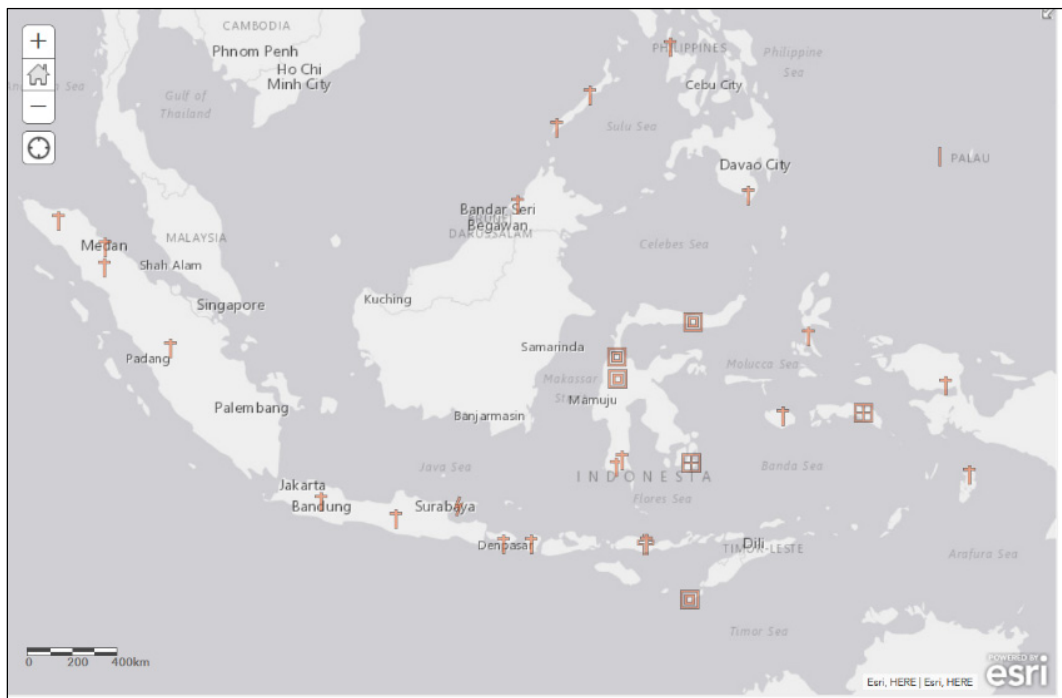 CAMBODIA
Phnom Penh
Ho Chi
Minh City
Gulf of
Thailand
PHILIPPINES
Philippine
Sea
Cebu City
Sulu Sea
Davao City
PALAU
Bandar Seri
Begawan
BRUNEI
DARUSSALAM
Celebes Sea
MALAYSIA
Medan
Shah Alam
Kuching
Singapore
Samarinda
Padang
Molucca Sea
Makassar
Mamuju
Palembang
Banjarmasin
Java Sea
Banda Sea
INDONESIA
Jakarta
Bandung
Surabaya
Flores Sea
Denpasar
Dili
TIMOR-LESTE
Arafura Sea
Timor Sea
0 200 400km
Esri, HERE | Esri, HERE
POWERED BY
esri